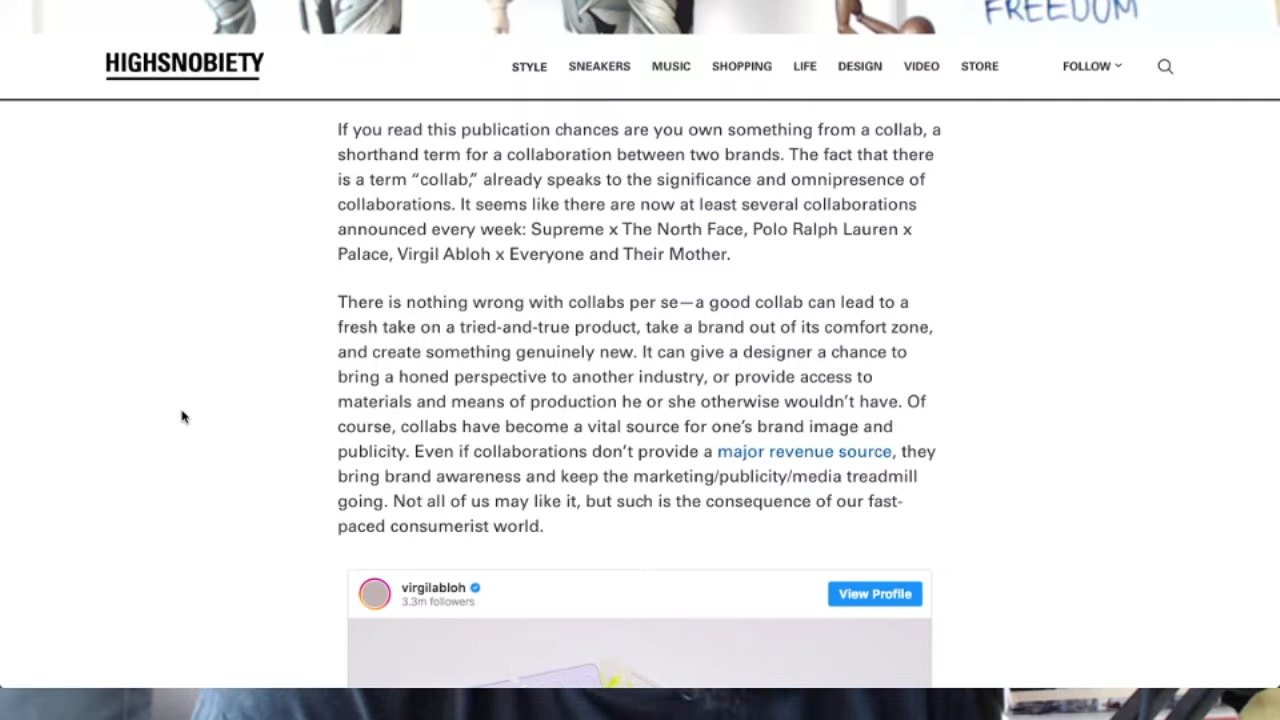 FREEDOM
HIGHSNOBIETY
STYLE SNEAKERS MUSIC SHOPPING LIFE DESIGN VIDEO STORE FOLLOW
If you read this publication chances are you own something from a collab, a
shorthand term for a collaboration between two brands. The fact that there
is a term “collab,” already speaks to the significance and omnipresence of
collaborations. It seems like there are now at least several collaborations
announced every week: Supreme x The North Face, Polo Ralph Lauren x
Palace, Virgil Abloh x Everyone and Their Mother.
There is nothing wrong with collabs per se—a good collab can lead to a
fresh take on a tried-and-true product, take a brand out of its comfort zone,
and create something genuinely new. It can give a designer a chance to
bring a honed perspective to another industry, or provide access to
materials and means of production he or she otherwise wouldn’t have. Of
course, collabs have become a vital source for one’s brand image and
publicity. Even if collaborations don’t provide a major revenue source, they
bring brand awareness and keep the marketing/publicity/media treadmill
going. Not all of us may like it, but such is the consequence of our fast-
paced consumerist world.
virgilabloh
3.3m followers
View Profile